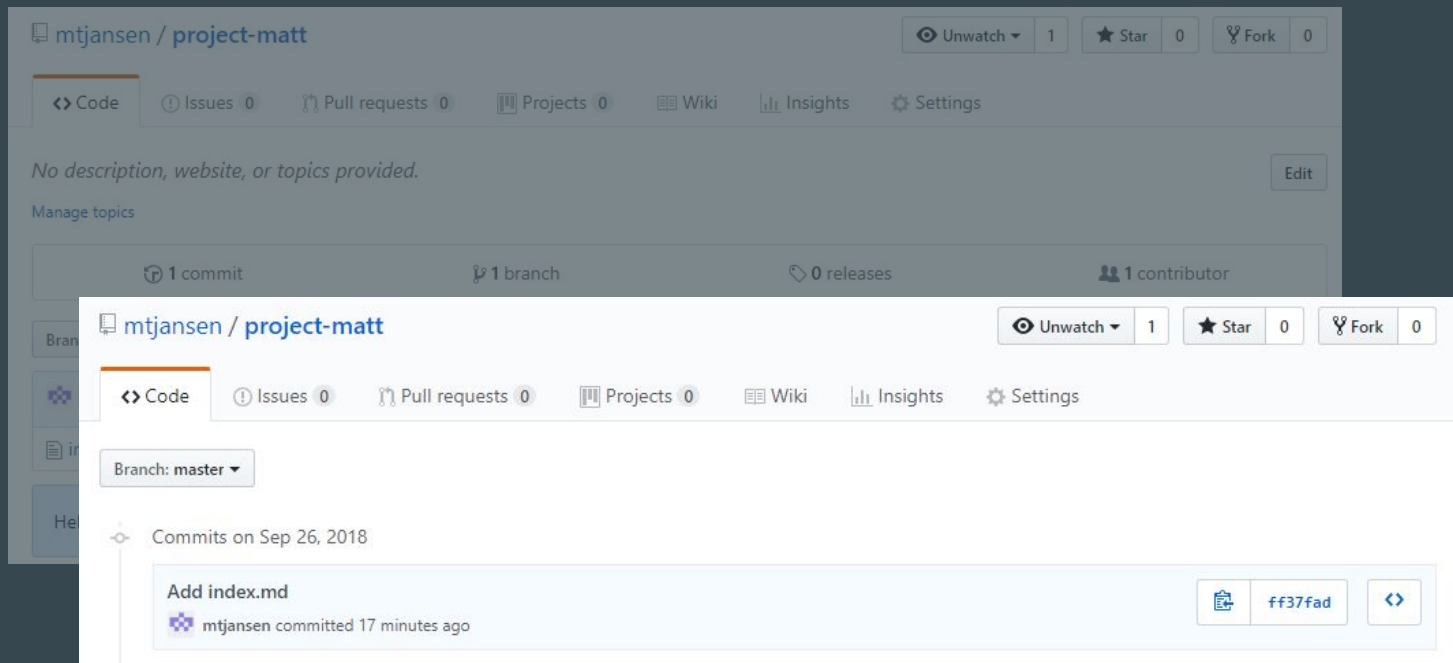 mtjansen / project-matt Unwatch 1 Star 0 Fork 0
Code Issues 0 Pull requests 0 Projects 0 Wiki Insights Settings
No description, website, or topics provided. Edit
Manage topics
1 commit 1 branch 0 releases 1 contributor
mtjansen / project-matt Unwatch 1 Star 0 Fork 0
Code Issues 0 Pull requests 0 Projects 0 Wiki Insights Settings
Branch: master
Commits on Sep 26, 2018
Add index.md
mtjansen committed 17 minutes ago ff37fad